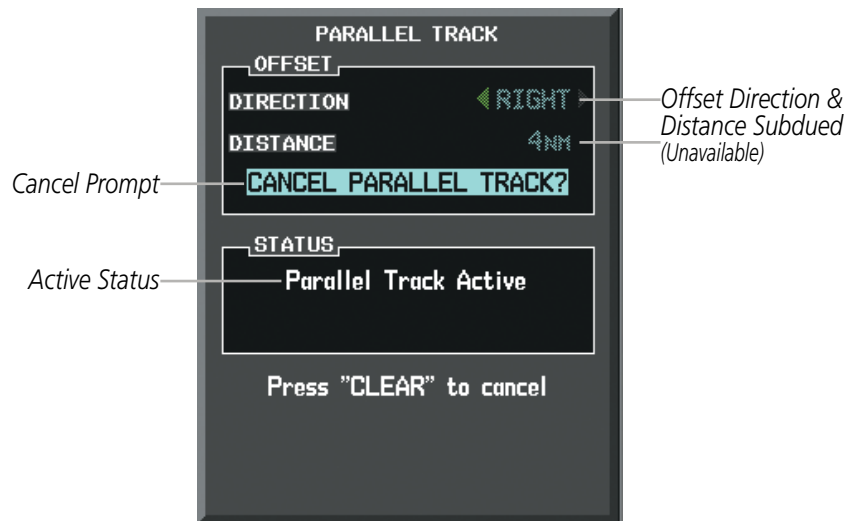 PARALLEL TRACK
OFFSET
DIRECTION RIGHT
DISTANCE 4NM
CANCEL PARALLEL TRACK?
STATUS
Parallel Track Active
Press "CLEAR" to cancel
Cancel Prompt
Active Status
Offset Direction &
Distance Subdued
(Unavailable)